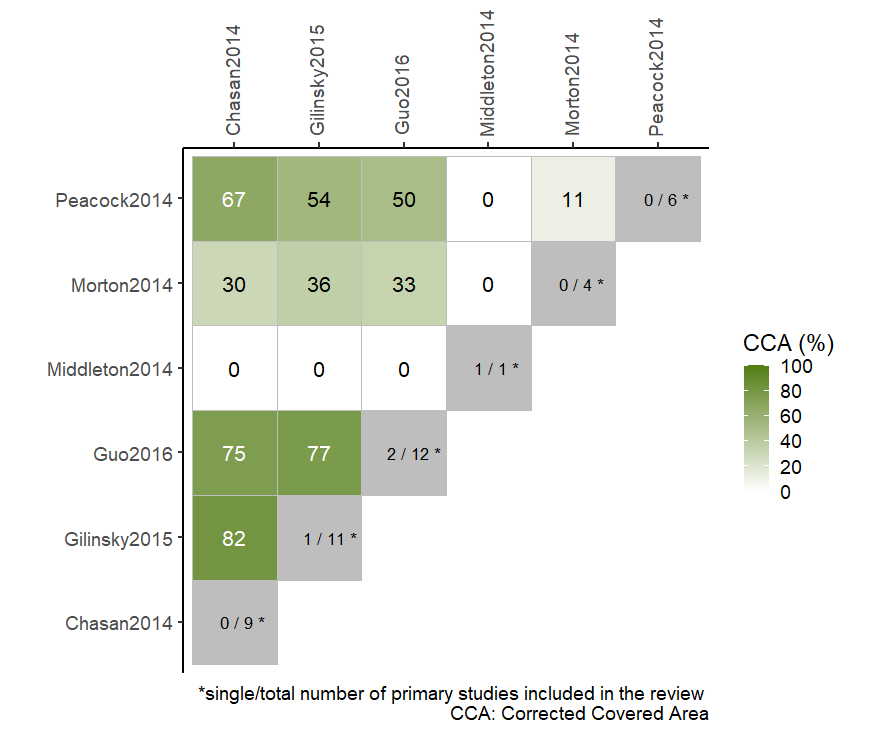 Chasan2014 Gilinsky2015 Guo2016 Middleton2014 Morton2014 Peacock2014
Peacock2014 67 54 50 0 11 0 / 6 *
Morton2014 30 36 33 0 0 / 4 *
Middleton2014 0 0 0 1 / 1 *
Guo2016 75 77 2 / 12 *
Gilinsky2015 82 1 / 11 *
Chasan2014 0 / 9 *
CCA (%)
100
80
60
40
20
0
*single/total number of primary studies included in the review
CCA: Corrected Covered Area